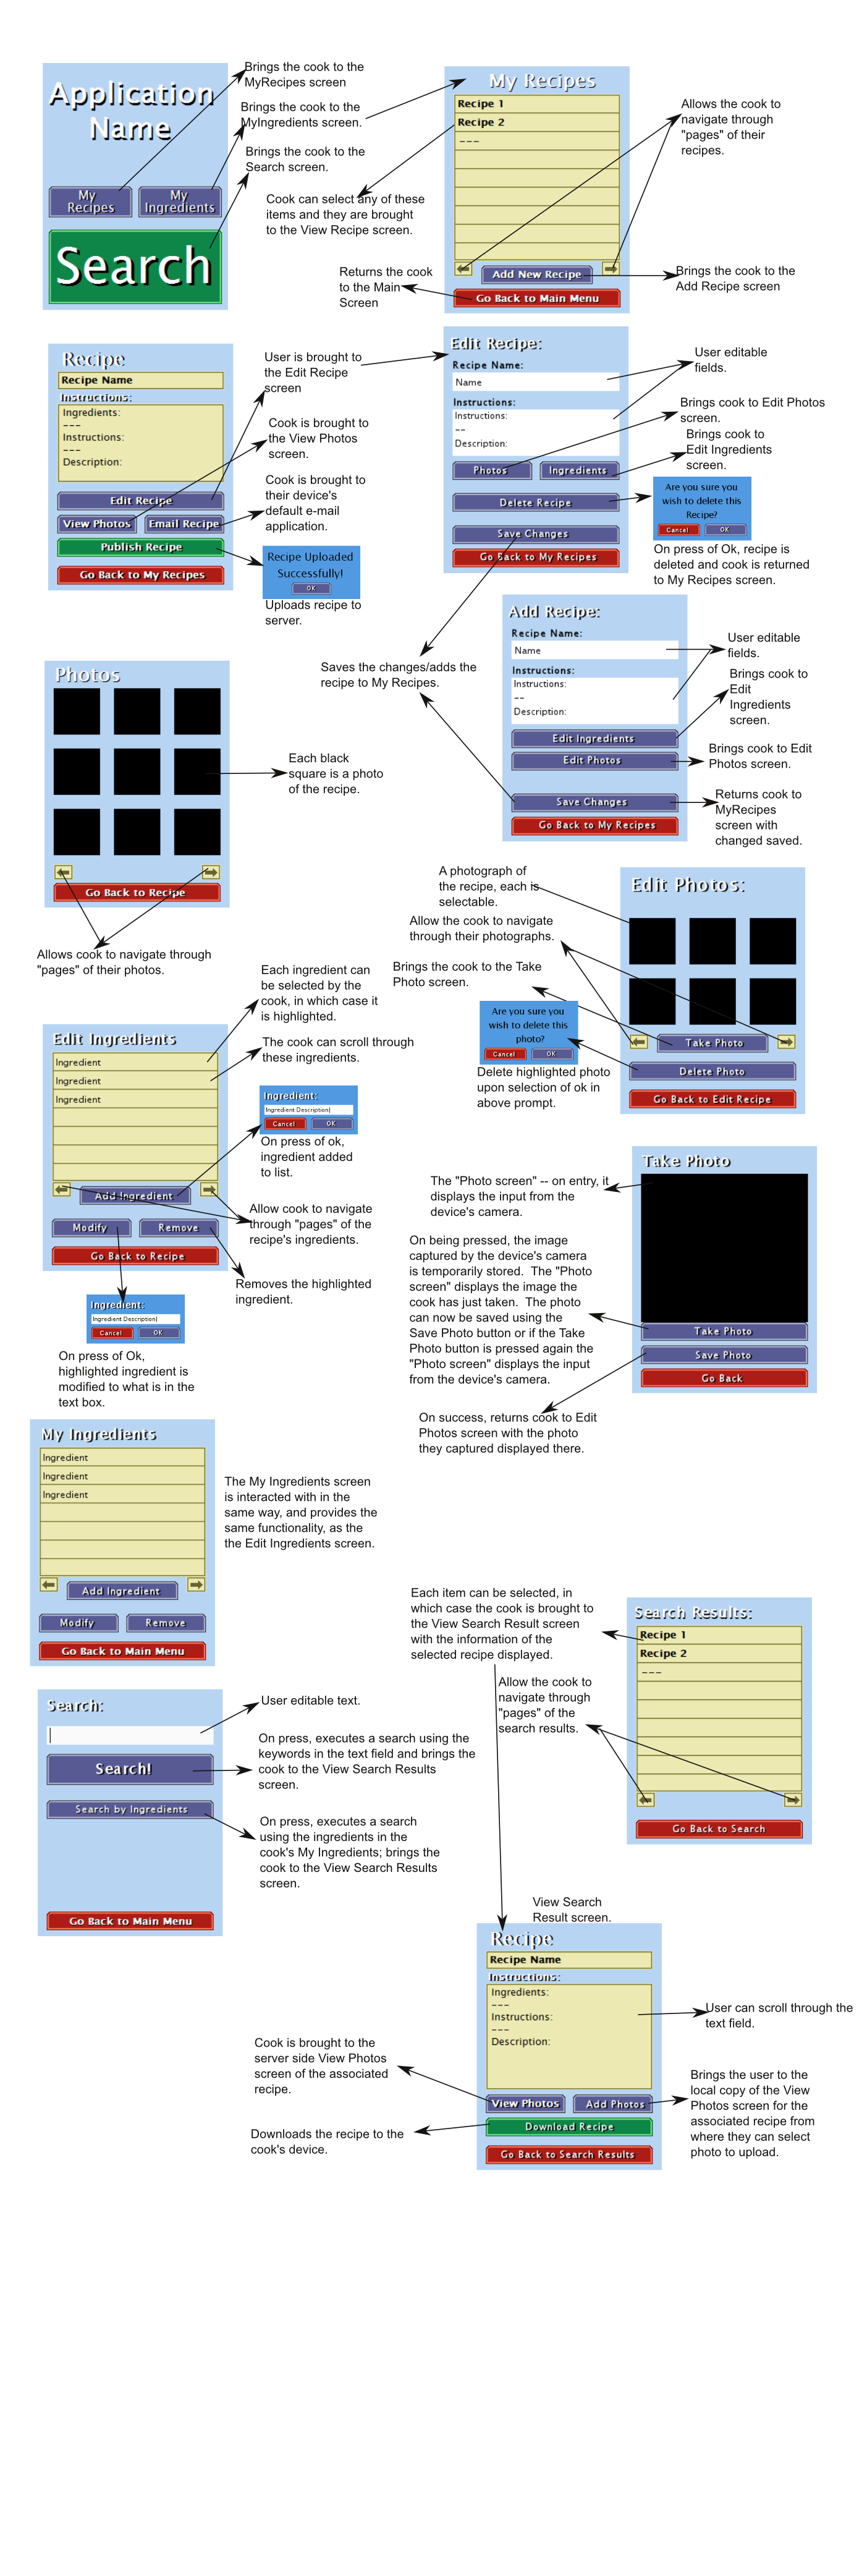 Application
Name
My
Recipes
My
Ingredients
Search
Brings the cook to the
MyRecipes screen
Brings the cook to the
MyIngredients screen.
Brings the cook to the
Search screen.
My Recipes
Recipe 1
Recipe 2
---
Add New Recipe
Go Back to Main Menu
Cook can select any of these
items and they are brought
to the View Recipe screen.
Returns the cook
to the Main
Screen
Allows the cook to
navigate through
"pages" of their
recipes.
Brings the cook to the
Add Recipe screen
Recipe
Recipe Name
Instructions:
Ingredients:
---
Instructions:
---
Description:
Edit Recipe
View Photos
Email Recipe
Publish Recipe
Go Back to My Recipes
User is brought to
the Edit Recipe
screen
Cook is brought to
the View Photos
screen.
Cook is brought to
their device's
default e-mail
application.
Recipe Uploaded
Successfully!
OK
Uploads recipe to
server.
Edit Recipe:
Recipe Name:
Name
Instructions:
Instructions:
--
Description:
Photos
Ingredients
Delete Recipe
Save Changes
Go Back to My Recipes
User editable
fields.
Brings cook to Edit Photos
screen.
Brings cook to
Edit Ingredients
screen.
Are you sure you
wish to delete this
Recipe?
Cancel
OK
On press of Ok, recipe is
deleted and cook is returned
to My Recipes screen.
Saves the changes/adds the
recipe to My Recipes.
Add Recipe:
Recipe Name:
Name
Instructions:
Instructions:
--
Description:
Edit Ingredients
Edit Photos
Save Changes
Go Back to My Recipes
User editable
fields.
Brings cook to
Edit
Ingredients
screen.
Brings cook to Edit
Photos screen.
Returns cook to
MyRecipes
screen with
changed saved.
Photos
Go Back to Recipe
Each black
square is a photo
of the recipe.
Allows cook to navigate through
"pages" of their photos.
A photograph of
the recipe, each is
selectable.
Allow the cook to navigate
through their photographs.
Brings the cook to the Take
Photo screen.
Are you sure you
wish to delete this
photo?
Cancel
OK
Delete highlighted photo
upon selection of ok in
above prompt.
Edit Photos:
Take Photo
Delete Photo
Go Back to Edit Recipe
Edit Ingredients
Ingredient
Ingredient
Ingredient
Add Ingredient
Modify
Remove
Go Back to Recipe
Each ingredient can
be selected by the
cook, in which case it
is highlighted.
The cook can scroll through
these ingredients.
Ingredient:
Ingredient Description|
Cancel
OK
On press of ok,
ingredient added
to list.
Allow cook to navigate
through "pages" of the
recipe's ingredients.
Removes the highlighted
ingredient.
Ingredient:
Ingredient Description|
Cancel
OK
On press of Ok,
highlighted ingredient is
modified to what is in the
text box.
The "Photo screen" -- on entry, it
displays the input from the
device's camera.
On being pressed, the image
captured by the device's camera
is temporarily stored. The "Photo
screen" displays the image the
cook has just taken. The photo
can now be saved using the
Save Photo button or if the Take
Photo button is pressed again the
"Photo screen" displays the input
from the device's camera.
On success, returns cook to Edit
Photos screen with the photo
they captured displayed there.
Take Photo
Take Photo
Save Photo
Go Back
My Ingredients
Ingredient
Ingredient
Ingredient
Add Ingredient
Modify
Remove
Go Back to Main Menu
The My Ingredients screen
is interacted with in the
same way, and provides the
same functionality, as the
the Edit Ingredients screen.
Each item can be selected, in
which case the cook is brought to
the View Search Result screen
with the information of the
selected recipe displayed.
Allow the cook to
navigate through
"pages" of the
search results.
Search Results:
Recipe 1
Recipe 2
---
Go Back to Search
Search:
Search!
Search by Ingredients
Go Back to Main Menu
User editable text.
On press, executes a search using the
keywords in the text field and brings the
cook to the View Search Results
screen.
On press, executes a search
using the ingredients in the
cook's My Ingredients; brings the
cook to the View Search Results
screen.
View Search
Result screen.
Recipe
Recipe Name
Instructions:
Ingredients:
---
Instructions:
---
Description:
View Photos
Add Photos
Download Recipe
Go Back to Search Results
User can scroll through the
text field.
Cook is brought to the
server side View Photos
screen of the associated
recipe.
Downloads the recipe to the
cook's device.
Brings the user to the
local copy of the View
Photos screen for the
associated recipe from
where they can select
photo to upload.